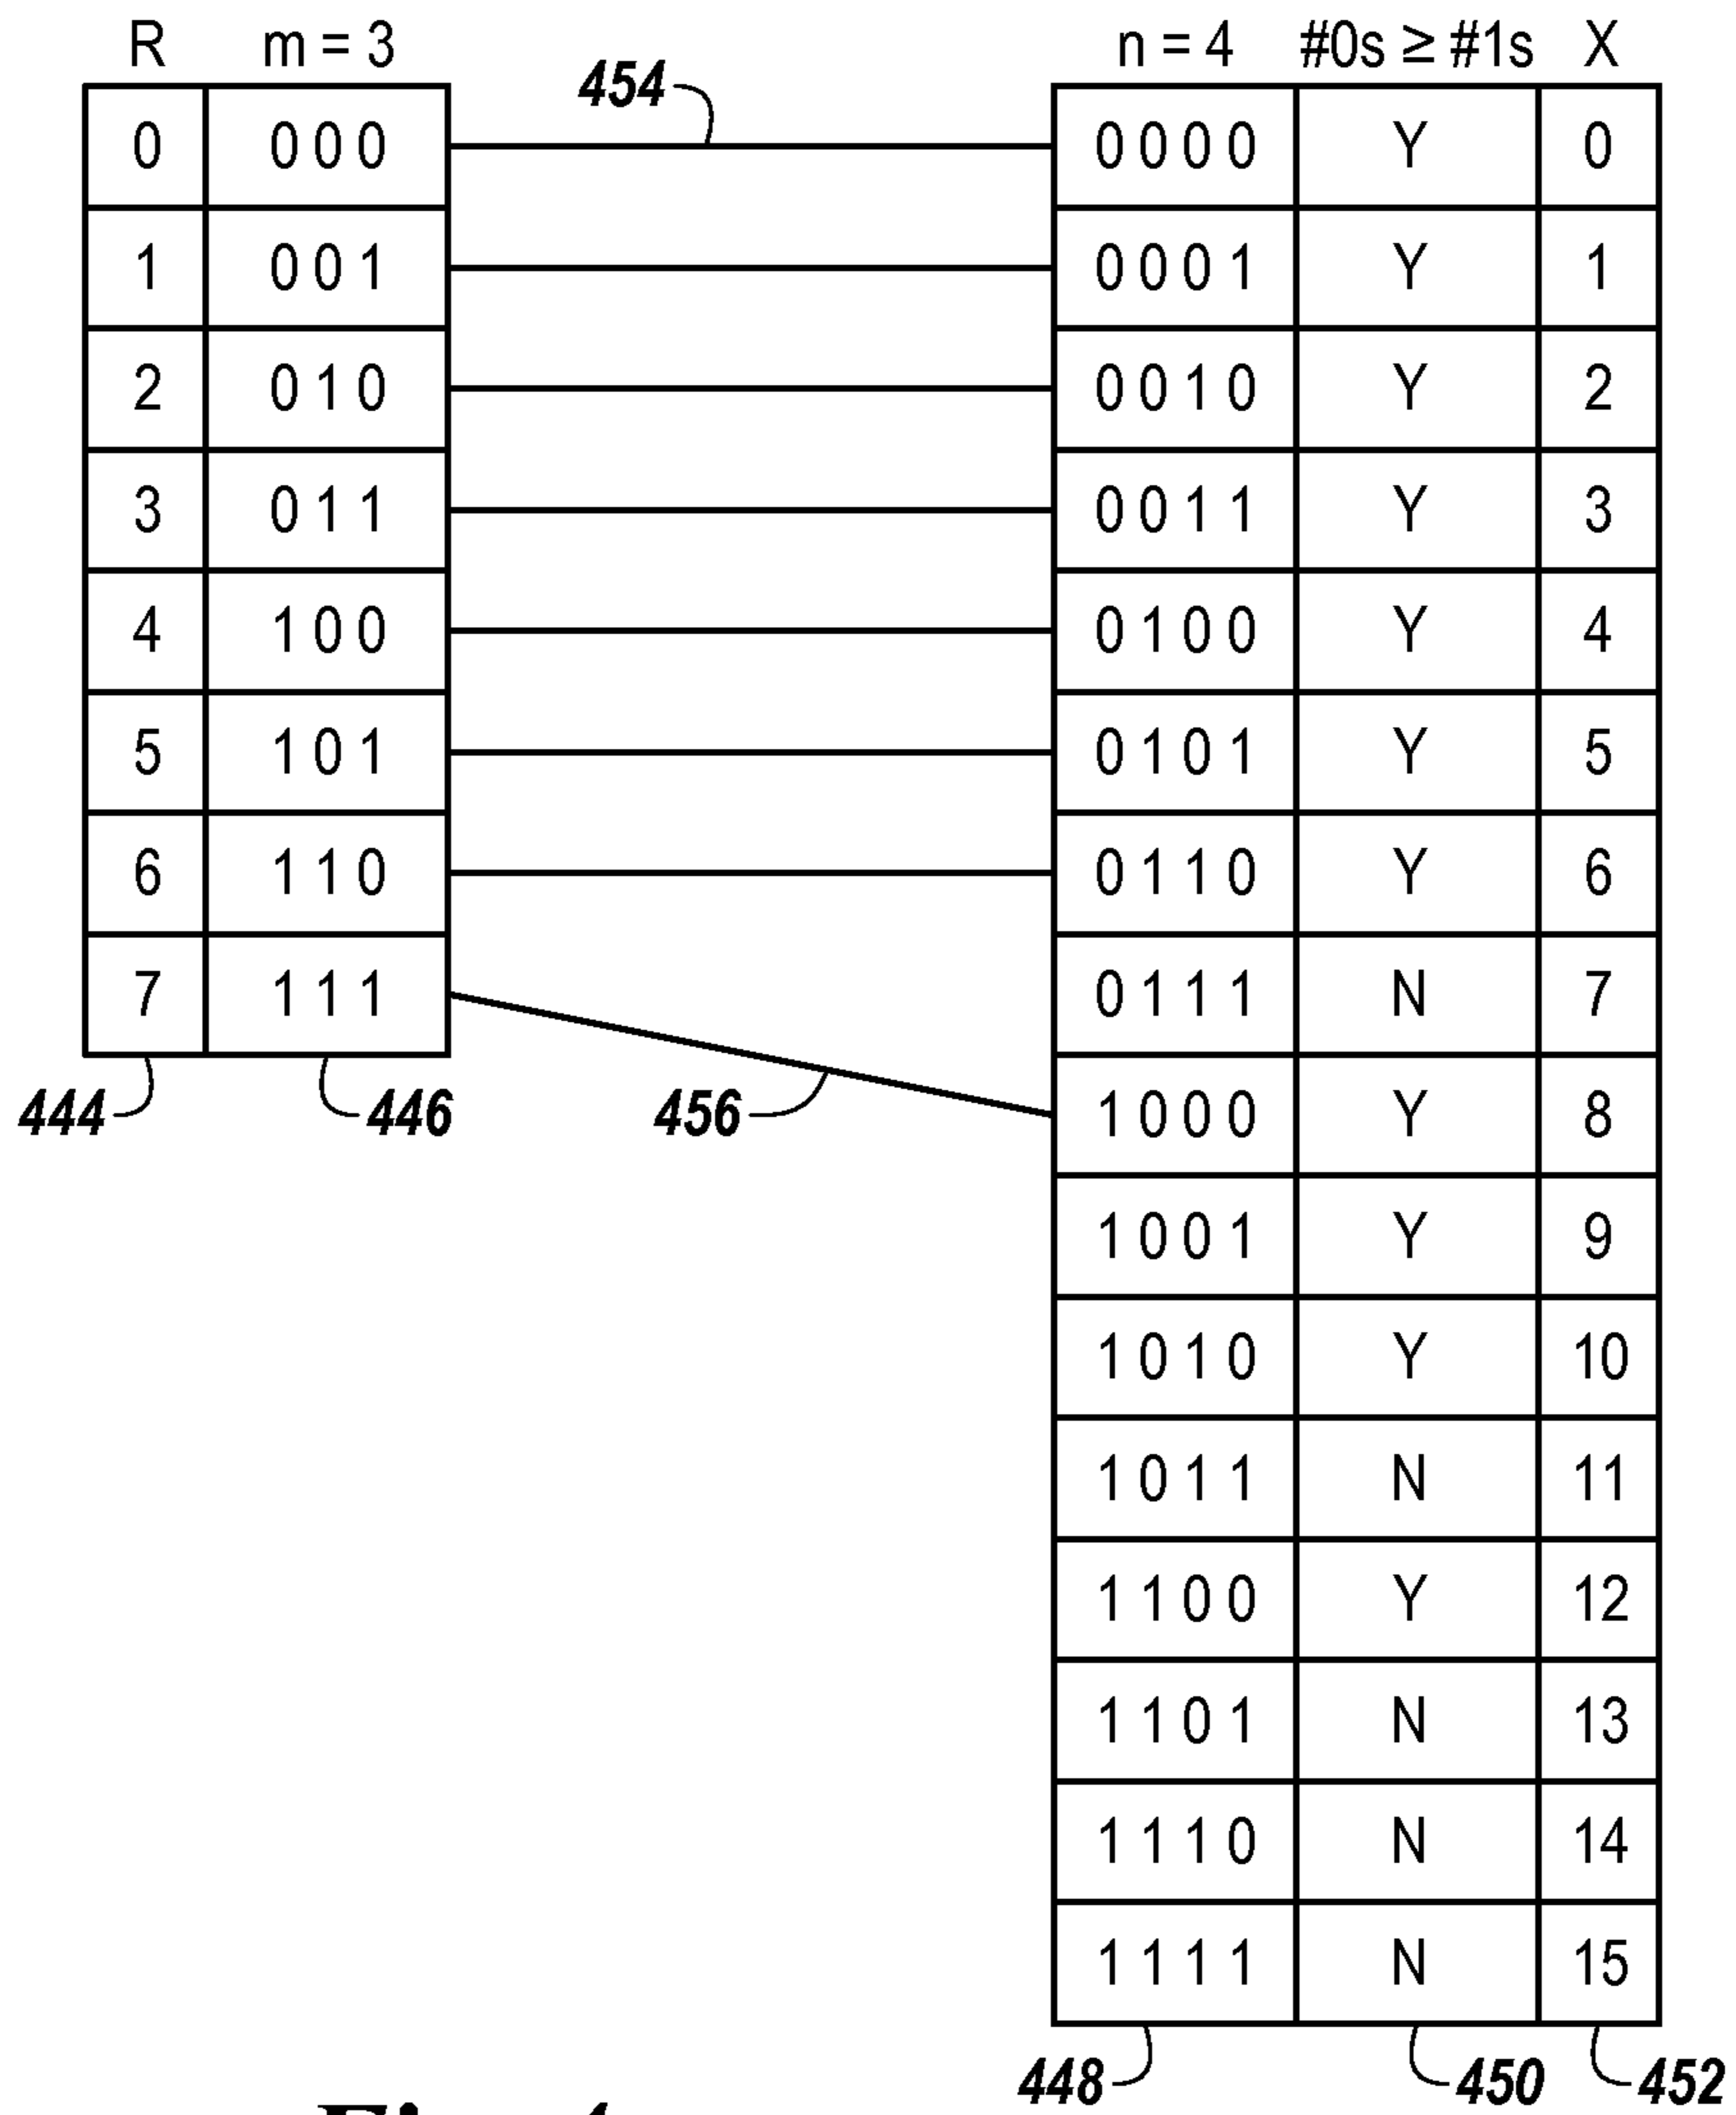 R m = 3 n = 4 #0s ≥ #1s X
454
0 000 0000 Y 0
1 001 0001 Y 1
2 010 0010 Y 2
3 011 0011 Y 3
4 100 0100 Y 4
5 101 0101 Y 5
6 110 0110 Y 6
7 111 0111 N 7
444 446 456 1000 Y 8
1001 Y 9
1010 Y 10
1011 N 11
1100 Y 12
1101 N 13
1110 N 14
1111 N 15
448 450 452